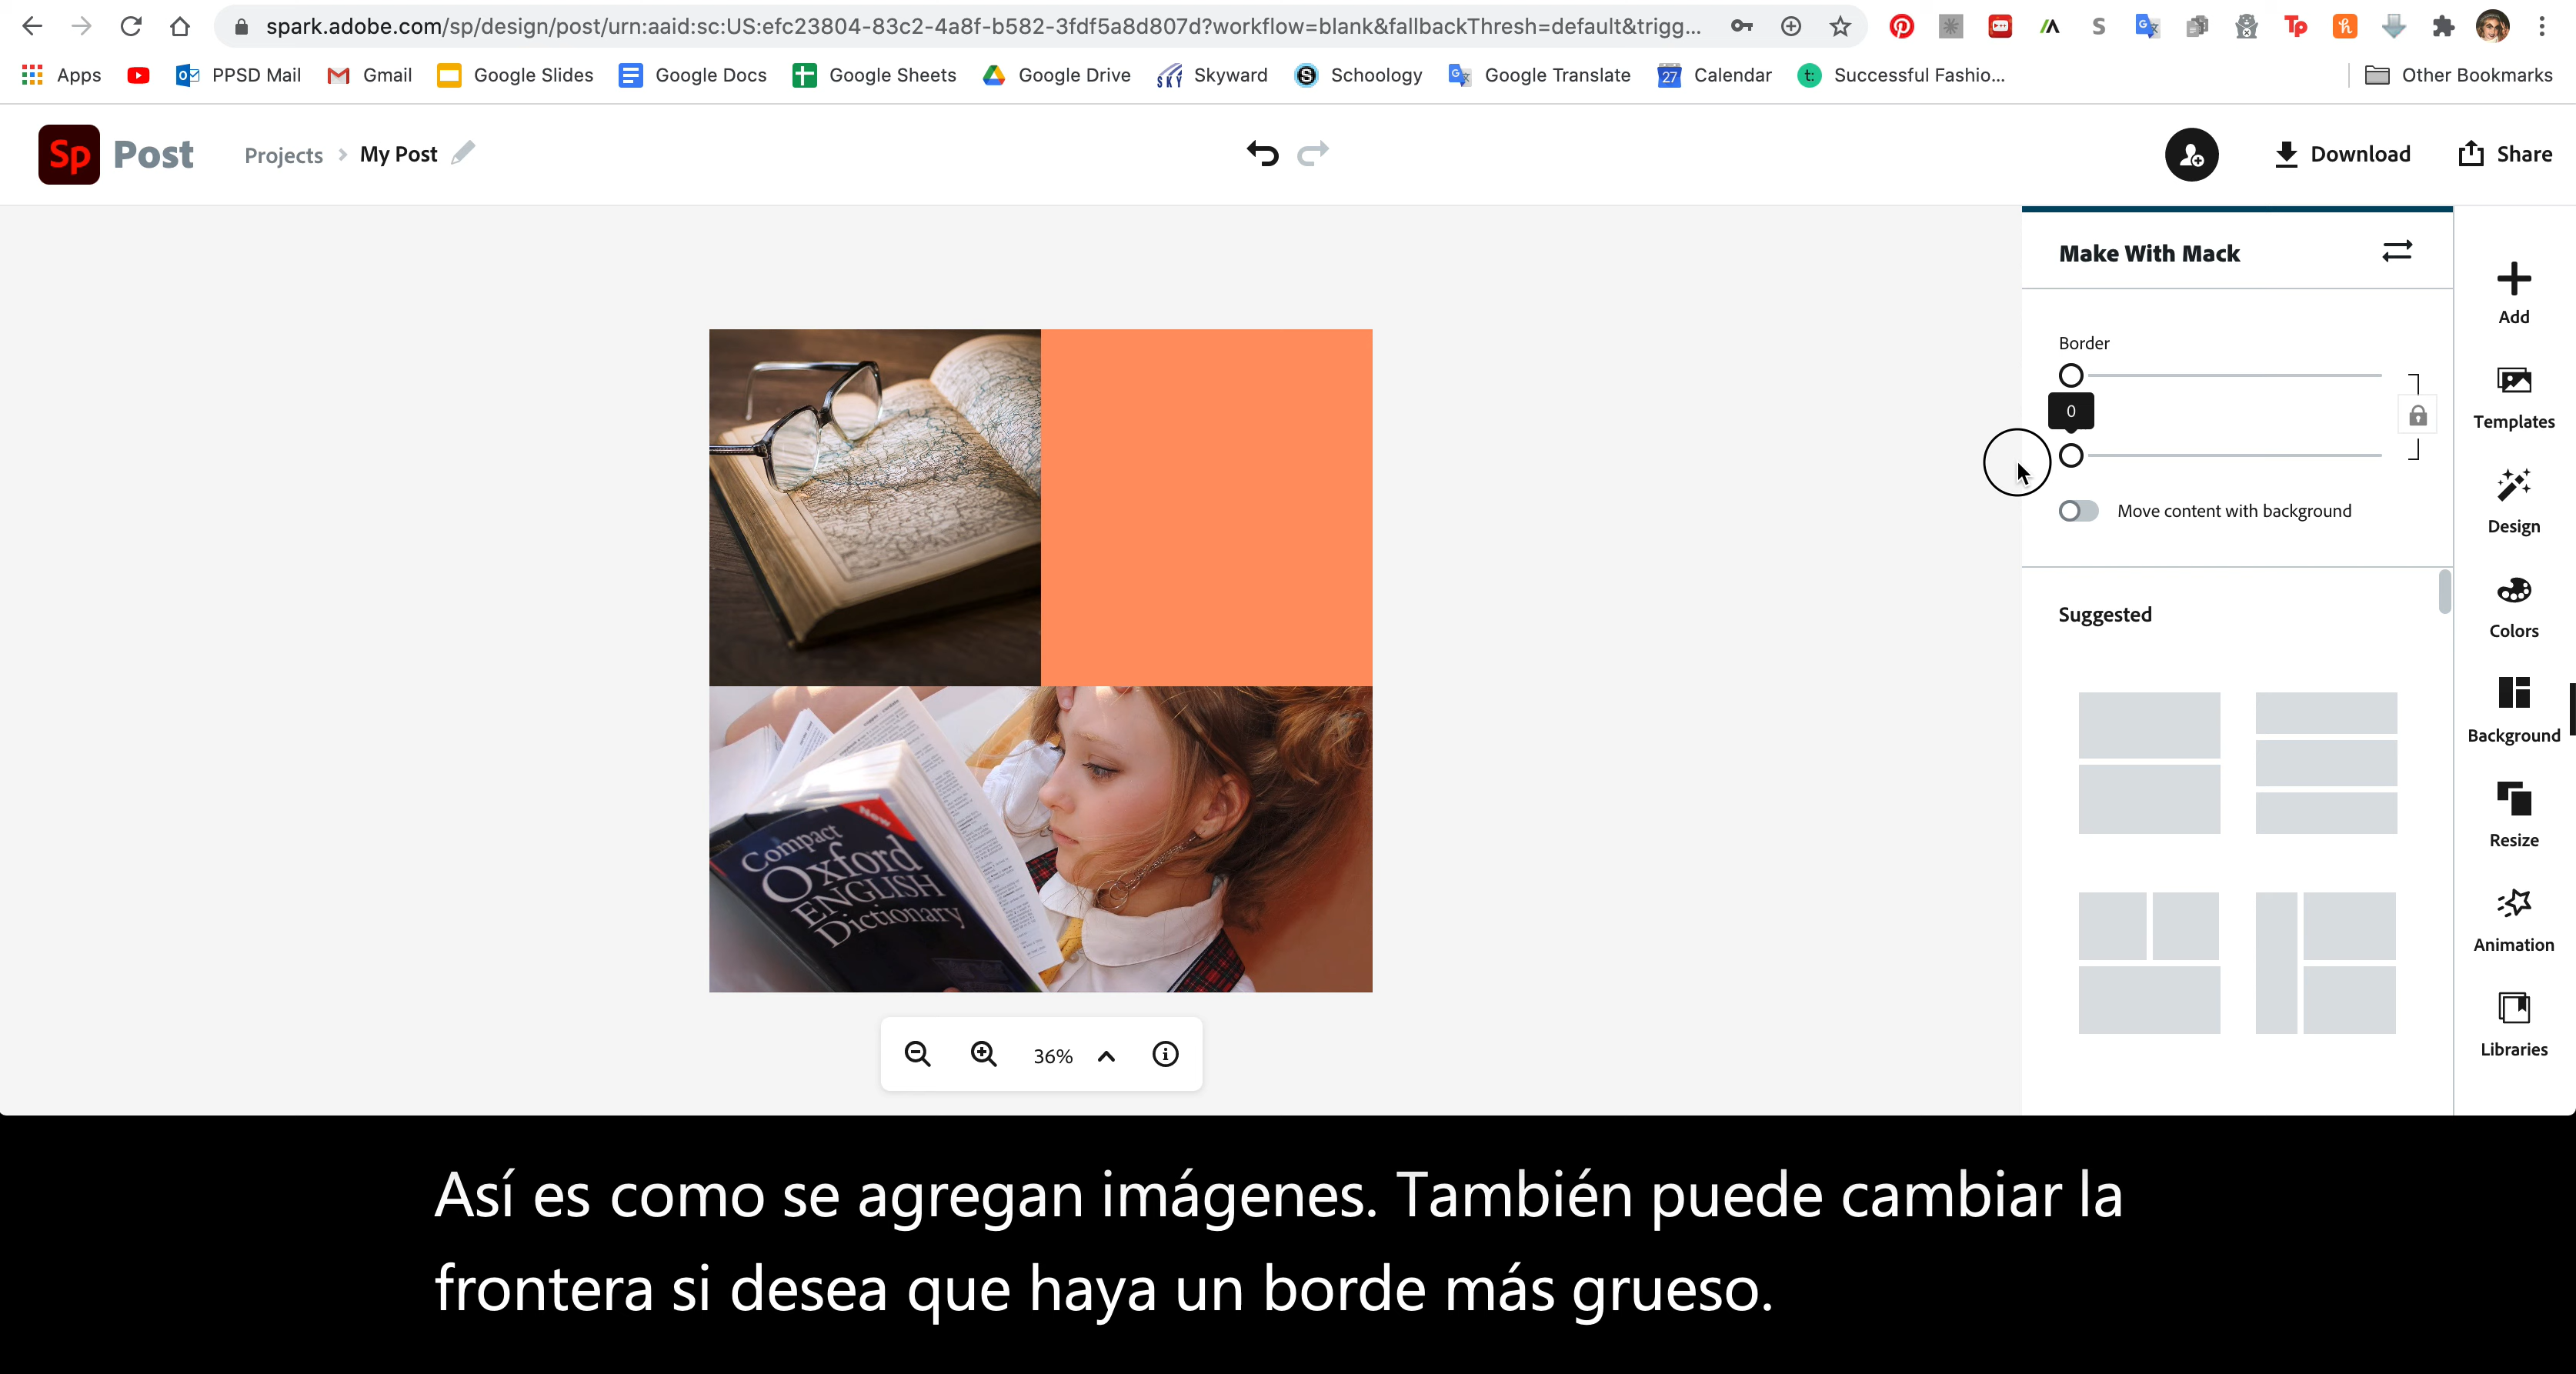 spark.adobe.com/sp/design/post/urn:aaid:sc:US:efc23804-83c2-4a8f-b582-3fdf5a8d807d?workflow=blank&fallbackThresh=default&trigg...
Apps PPSD Mail Gmail Google Slides Google Docs Google Sheets Google Drive Skyward Schoology Google Translate 27 Calendar t: Successful Fashio... Other Bookmarks
Sp Post Projects > My Post Download Share
Make With Mack
Add
Border
0
Templates
Move content with background
Design
Suggested
Colors
Background
New
Compact
Oxford
ENGLISH
Dictionary
Resize
Animation
Libraries
36%
Así es como se agregan imágenes. También puede cambiar la
frontera si desea que haya un borde más grueso.